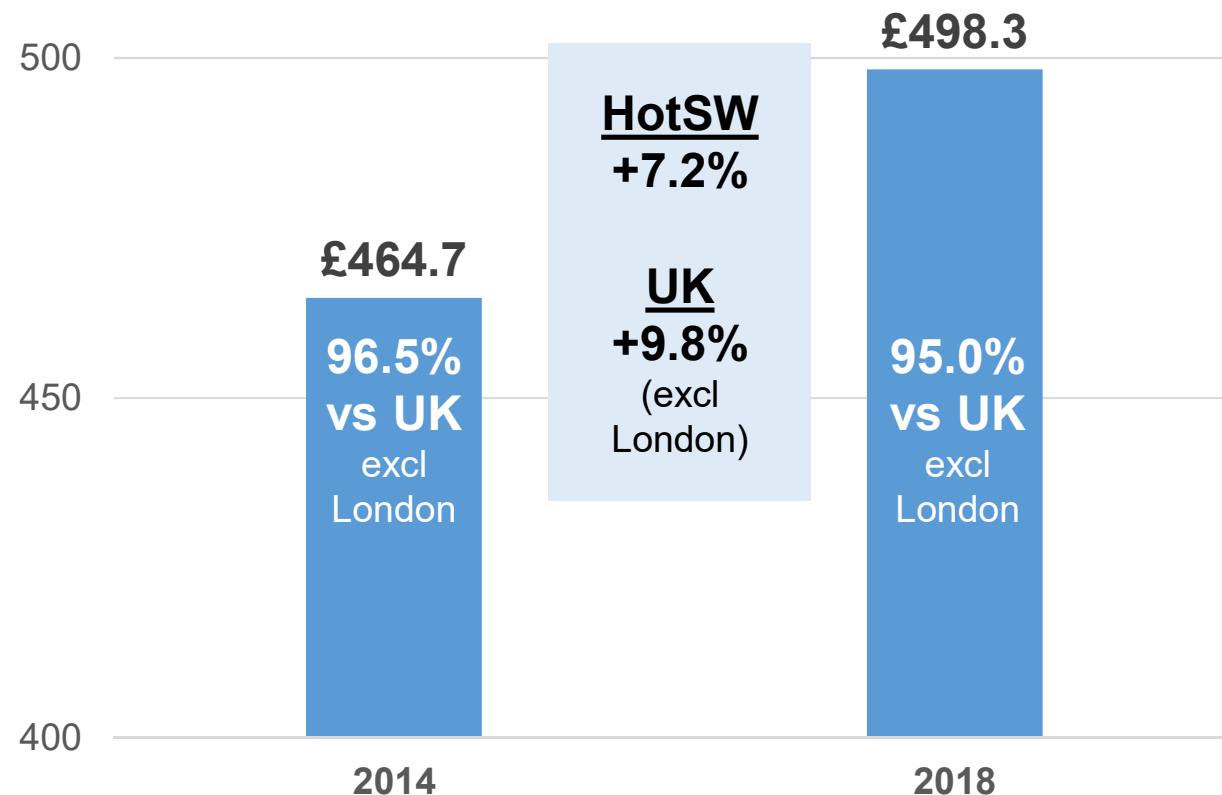 500
450
400
£464.7
96.5%
vs UK
excl
London
HotSW
+7.2%
UK
+9.8%
(excl
London)
£498.3
95.0%
vs UK
excl
London
2014
2018